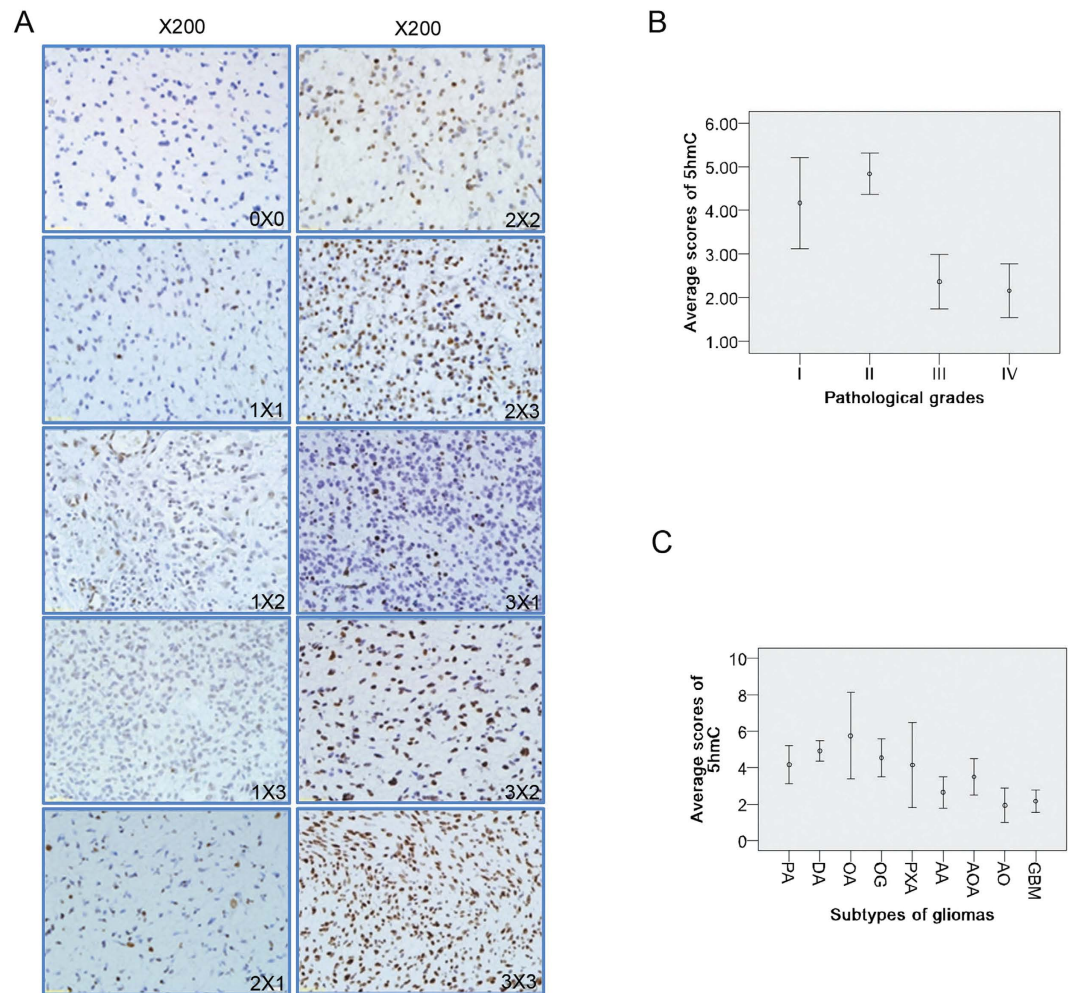 A
X200
X200
0X0
2X2
1X1
2X3
1X2
3X1
1X3
3X2
2X1
3X3
B
Average scores of 5hmC
6.00
5.00
4.00
3.00
2.00
1.00
I II III IV
Pathological grades
C
Average scores of
5hmC
10
8
6
4
2
0
PA DA OA OG PXA AA AOA AO GBM
Subtypes of gliomas